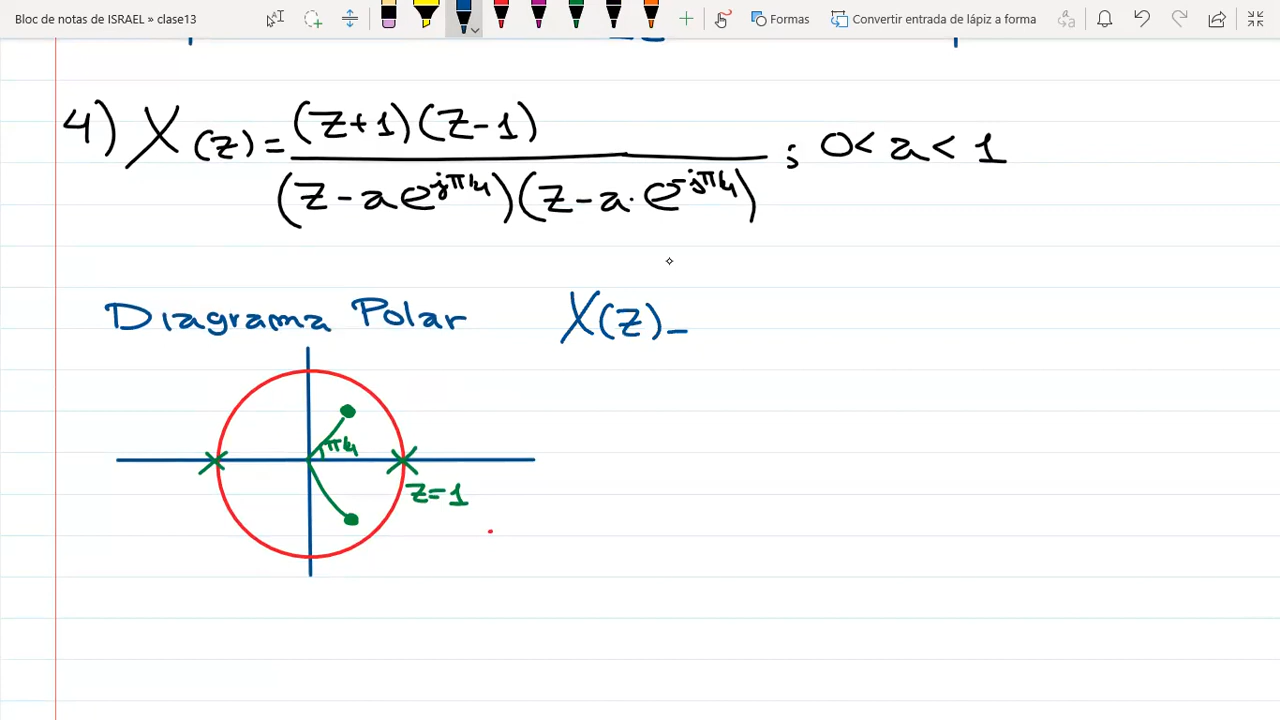 Bloc de notas de ISRAEL » clase13
Formas
Convertir entrada de lápiz a forma
4) X(z) = (z+1)(z-1)
(z - a e^{jπ/4})(z - a· e^{-jπ/4})
; 0 < a < 1
Diagrama Polar
X(z) -
π/4
z=1